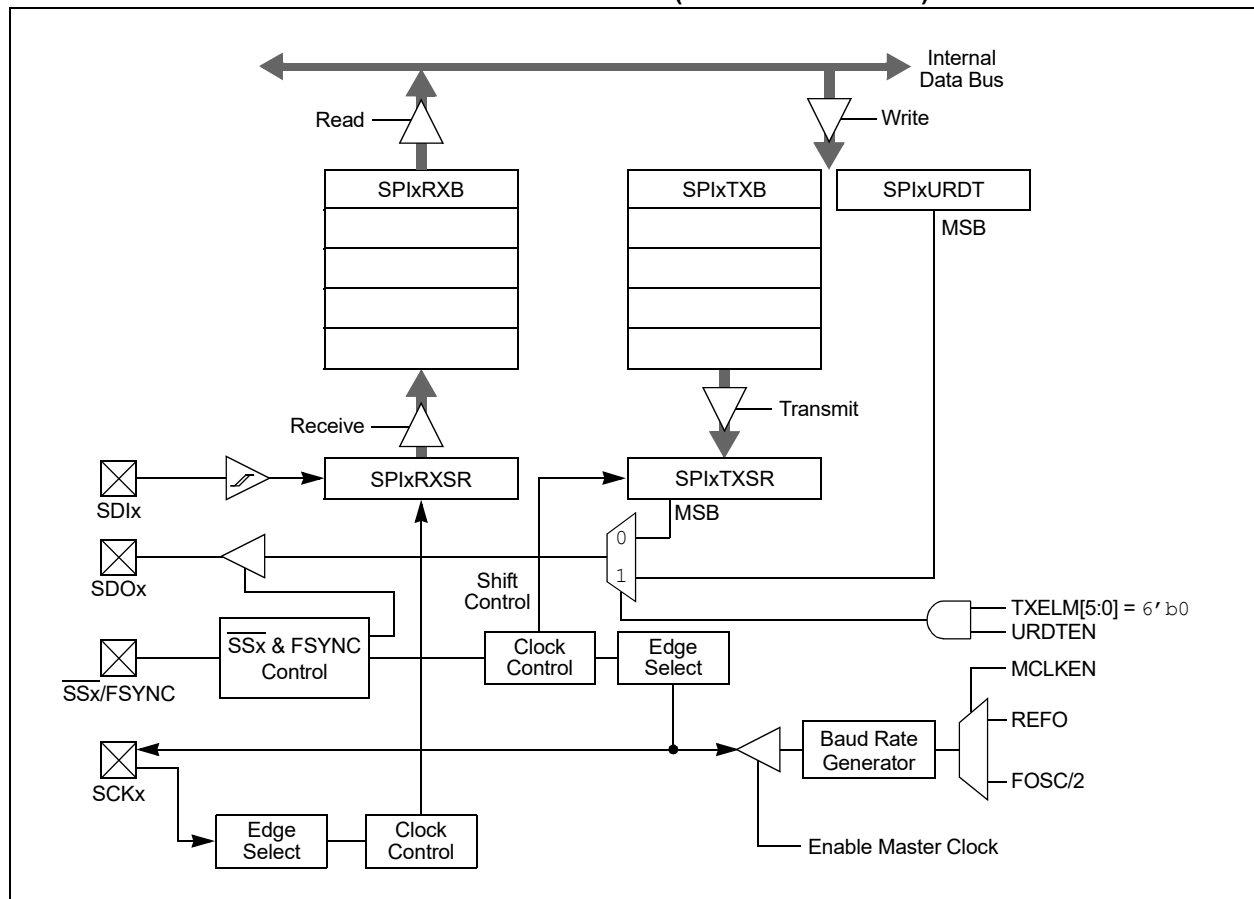 Internal
Data Bus
Read
Write
SPIxRXB
SPIxTXB
SPIxURDT
MSB
Receive
Transmit
SPIxRXSR
SPIxTXSR
SDIx
MSB
0
SDOx
1
Shift
Control
TXELM[5:0] = 6'b0
URDTEN
SSx & FSYNC
Control
Clock
Control
Edge
Select
MCLKEN
SSx/FSYNC
REFO
Baud Rate
Generator
FOSC/2
SCKx
Edge
Select
Clock
Control
Enable Master Clock